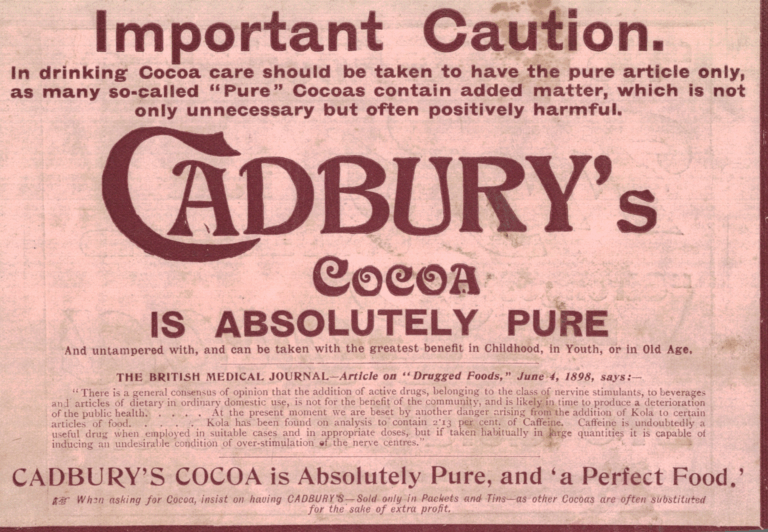 Important Caution.
In drinking Cocoa care should be taken to have the pure article only,
as many so-called "Pure" Cocoas contain added matter, which is not
only unnecessary but often positively harmful.
CADBURY's
COCOA
IS ABSOLUTELY PURE
And untampered with, and can be taken with the greatest benefit in Childhood, in Youth, or in Old Age.
THE BRITISH MEDICAL JOURNAL—Article on "Drugged Foods," June 4, 1898, says:—
"There is a general consensus of opinion that the addition of active drugs, belonging to the class of nervine stimulants, to beverages
and articles of dietary in ordinary domestic use, is not for the benefit of the community, and is likely in time to produce a deterioration
of the public health. . . . . . At the present moment we are beset by another danger arising from the addition of Kola to certain
articles of food. . . . . . Kola has been found on analysis to contain 2'13 per cent. of Caffeine. Caffeine is undoubtedly a
useful drug when employed in suitable cases and in appropriate doses, but if taken habitually in large quantities it is capable of
inducing an undesirable condition of over-stimulation of the nerve centres."
CADBURY'S COCOA is Absolutely Pure, and 'a Perfect Food.'
☞ When asking for Cocoa, insist on having CADBURY'S—Sold only in Packets and Tins—as other Cocoas are often substituted
for the sake of extra profit.